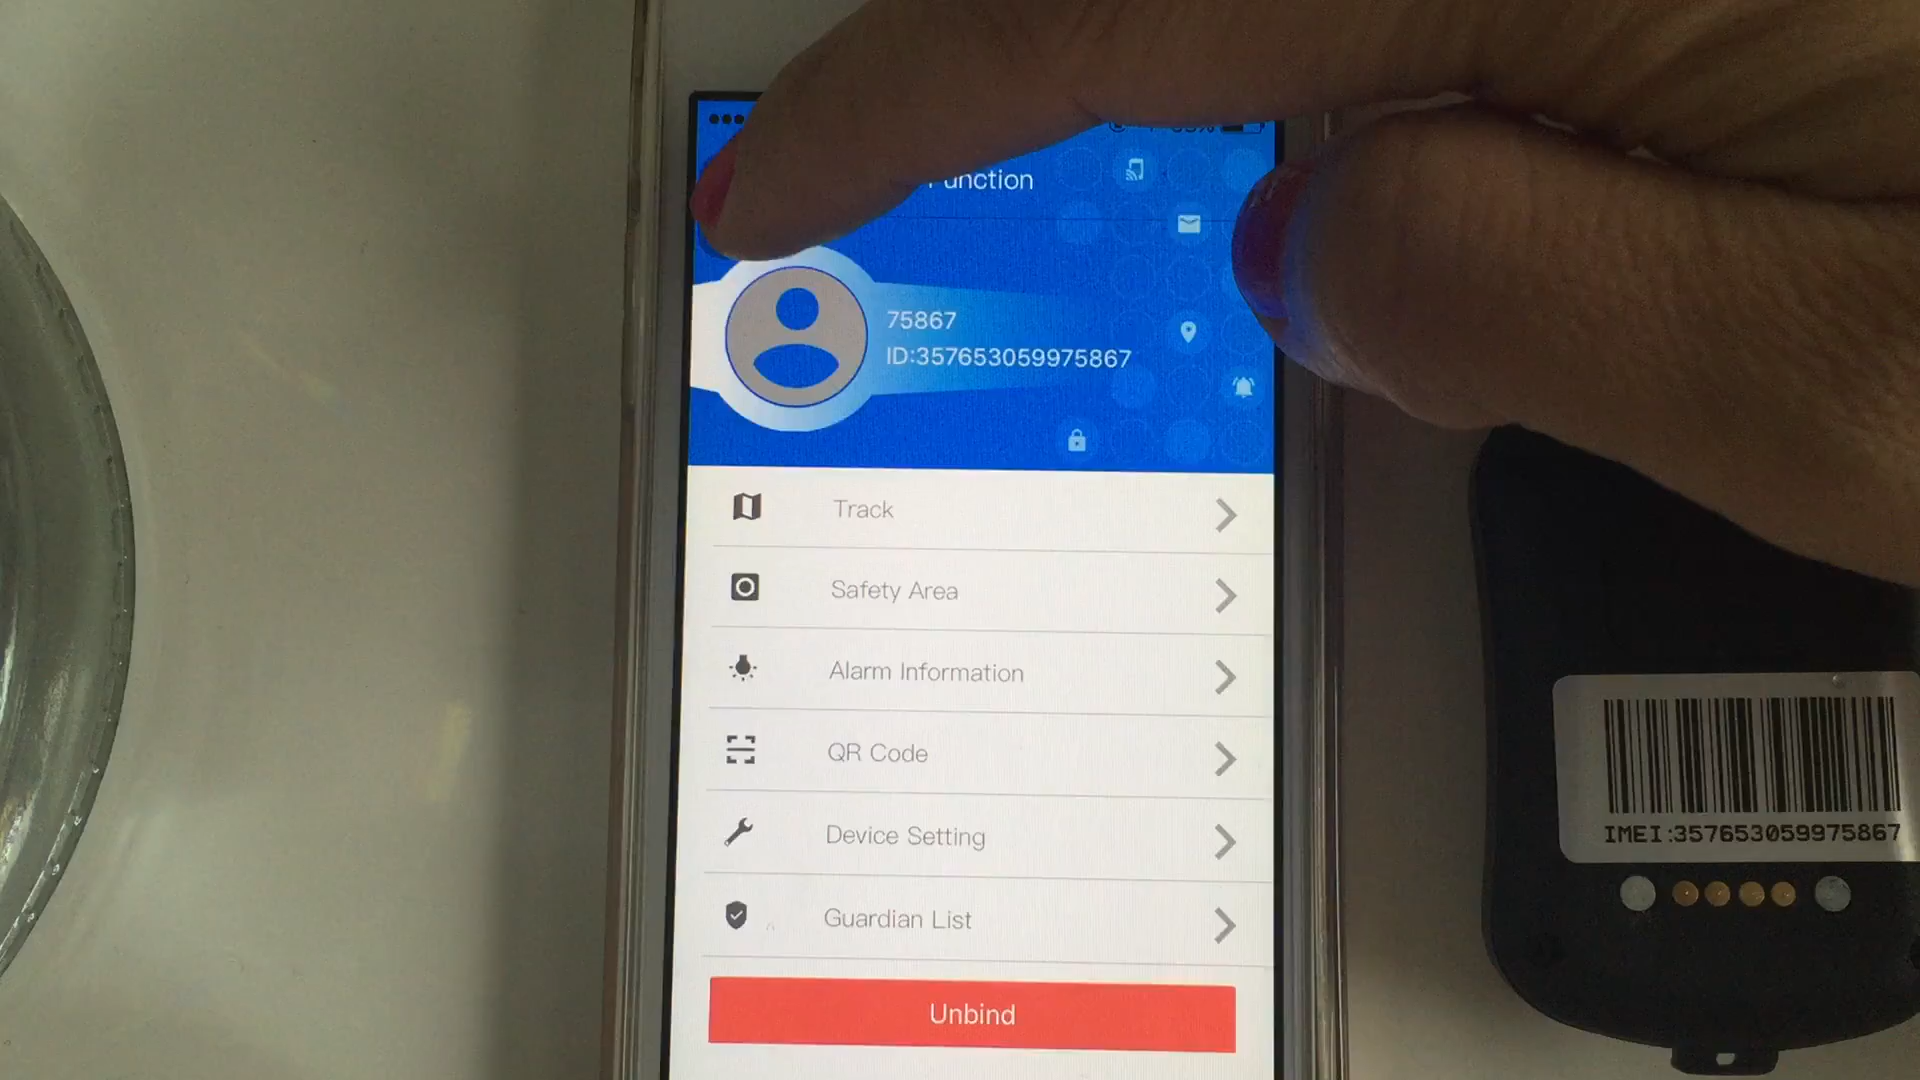 unction
75867
ID:357653059975867
Track
Safety Area
Alarm Information
QR Code
Device Setting
Guardian List
Unbind
IMEI:357653059975867